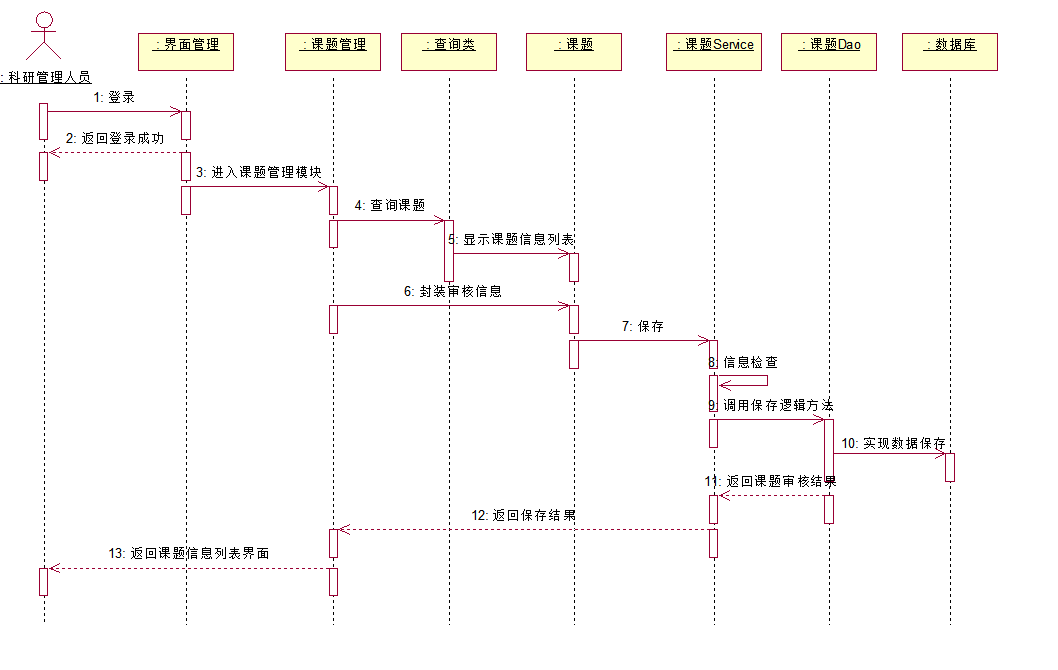 : 科研管理人员
: 界面管理
: 课题管理
: 查询类
: 课题
: 课题Service
: 课题Dao
: 数据库
1: 登录
2: 返回登录成功
3: 进入课题管理模块
4: 查询课题
5: 显示课题信息列表
6: 封装审核信息
7: 保存
8: 信息检查
9: 调用保存逻辑方法
10: 实现数据保存
11: 返回课题审核结果
12: 返回保存结果
13: 返回课题信息列表界面